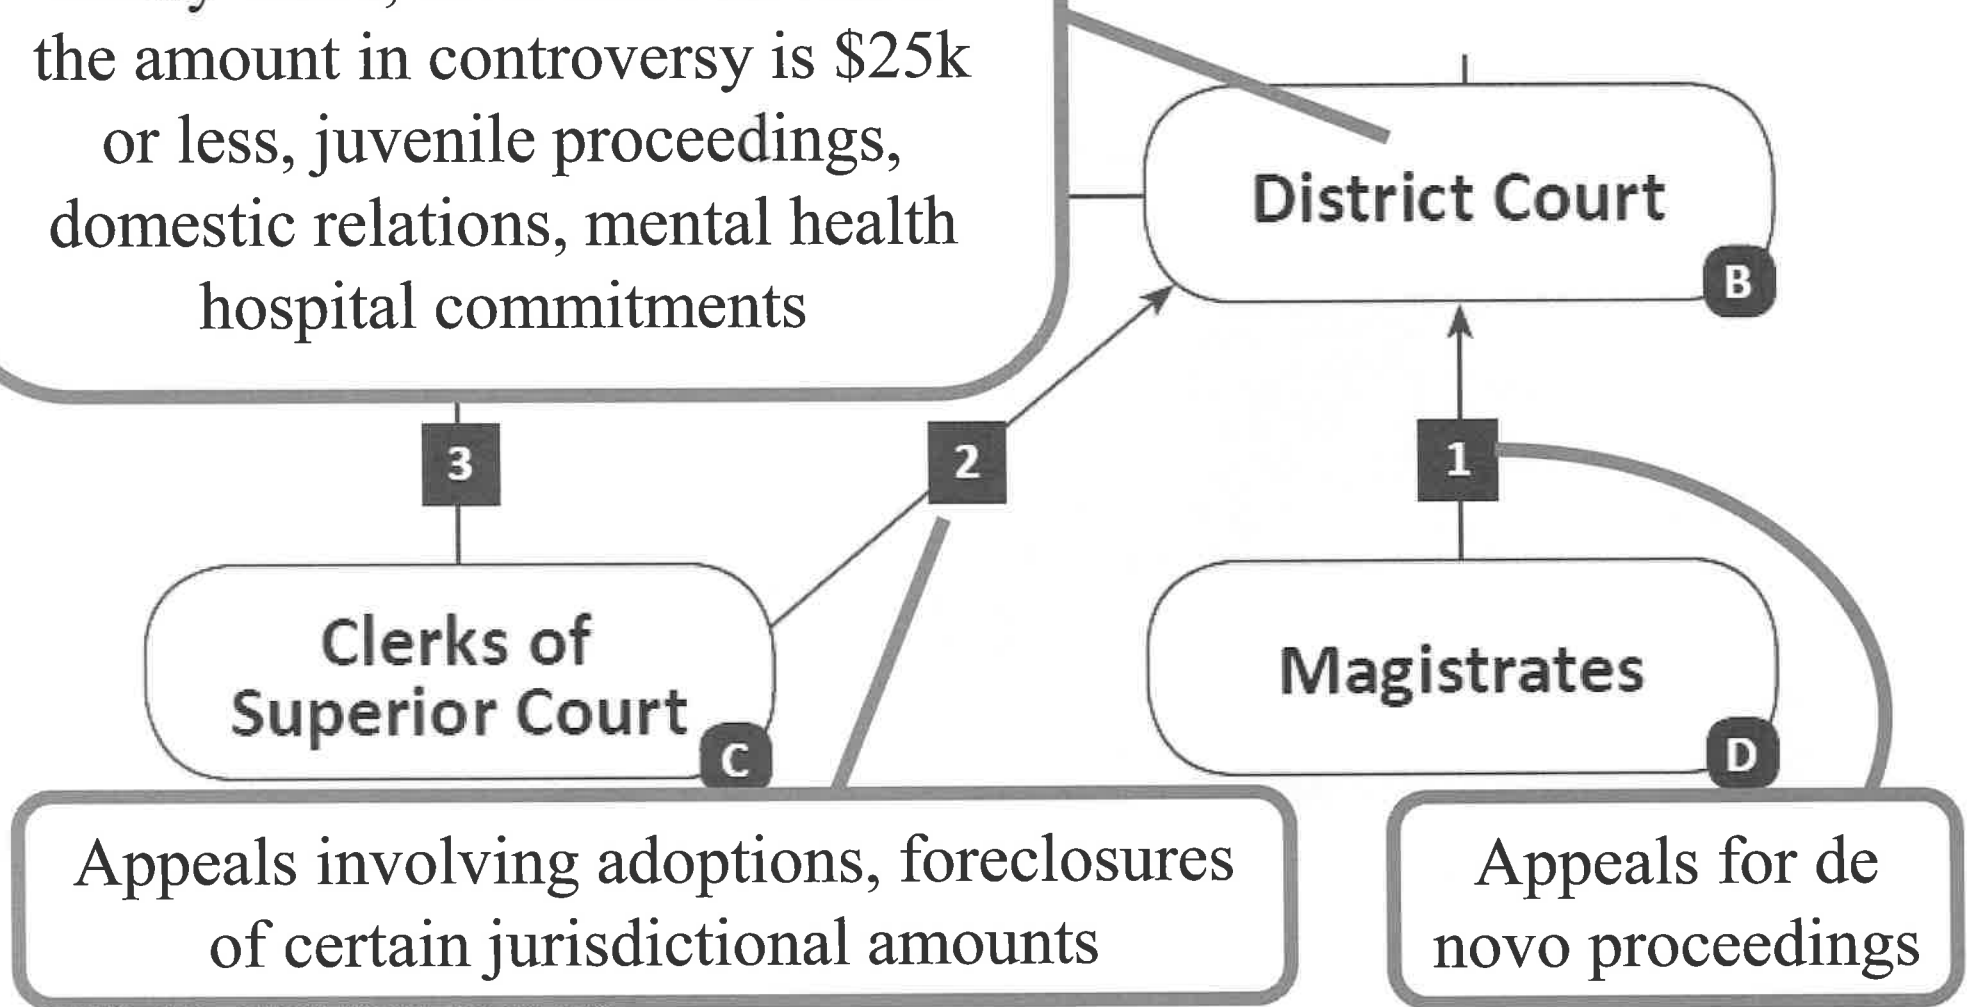 the amount in controversy is $25k
or less, juvenile proceedings,
domestic relations, mental health
hospital commitments
District Court
B
3
2
1
Clerks of
Superior Court
C
Magistrates
D
Appeals involving adoptions, foreclosures
of certain jurisdictional amounts
Appeals for de
novo proceedings